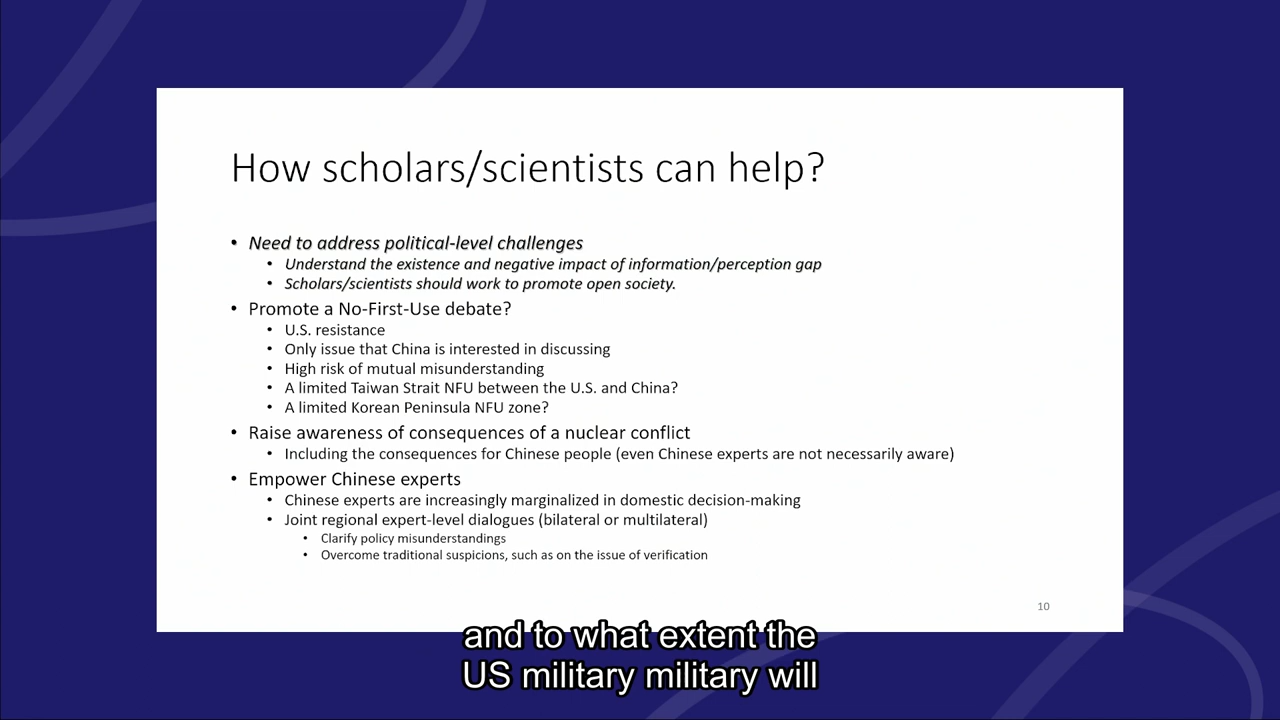 How scholars/scientists can help?
• Need to address political-level challenges
• Understand the existence and negative impact of information/perception gap
• Scholars/scientists should work to promote open society.
• Promote a No-First-Use debate?
• U.S. resistance
• Only issue that China is interested in discussing
• High risk of mutual misunderstanding
• A limited Taiwan Strait NFU between the U.S. and China?
• A limited Korean Peninsula NFU zone?
• Raise awareness of consequences of a nuclear conflict
• Including the consequences for Chinese people (even Chinese experts are not necessarily aware)
• Empower Chinese experts
• Chinese experts are increasingly marginalized in domestic decision-making
• Joint regional expert-level dialogues (bilateral or multilateral)
• Clarify policy misunderstandings
• Overcome traditional suspicions, such as on the issue of verification
10
and to what extent the
US military military will